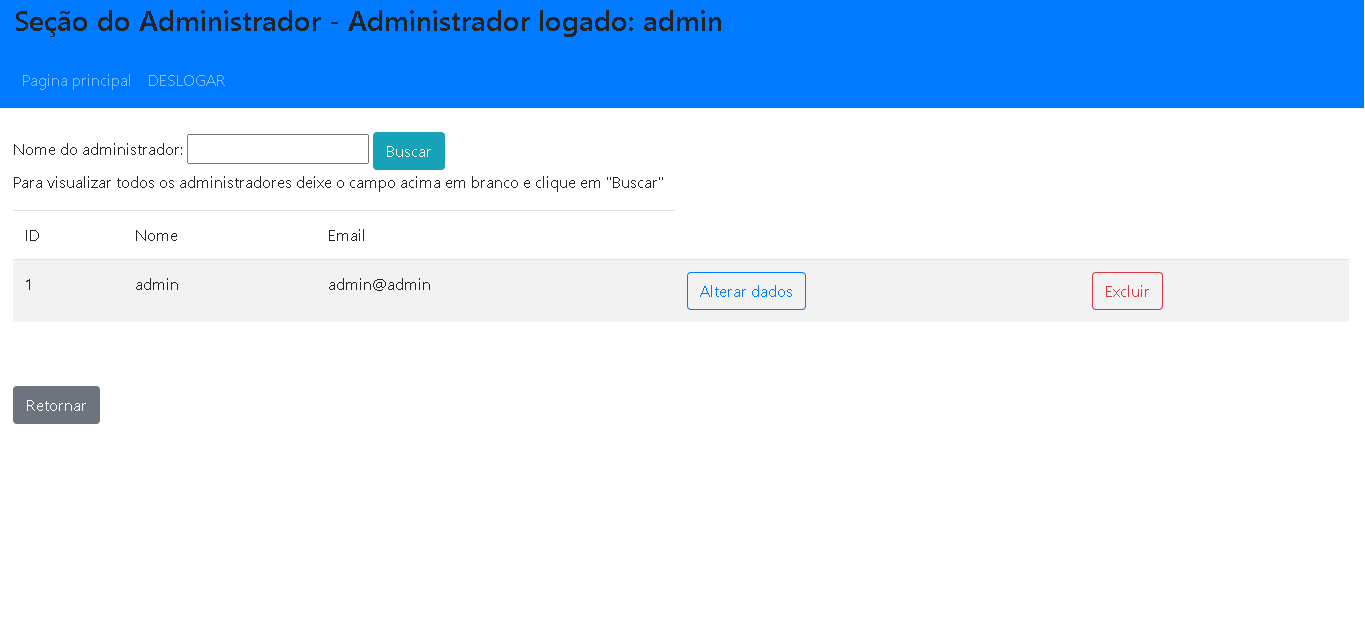 Seção do Administrador - Administrador logado: admin
Pagina principal DESLOGAR
Nome do administrador: Buscar
Para visualizar todos os administradores deixe o campo acima em branco e clique em "Buscar"
ID Nome Email
1 admin admin@admin Alterar dados Excluir
Retornar